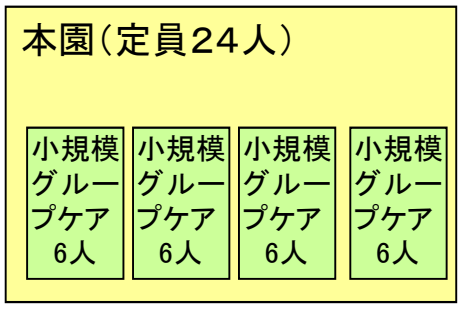 本園(定員24人)
小規模
グルー
プケア
6人
小規模
グルー
プケア
6人
小規模
グルー
プケア
6人
小規模
グルー
プケア
6人